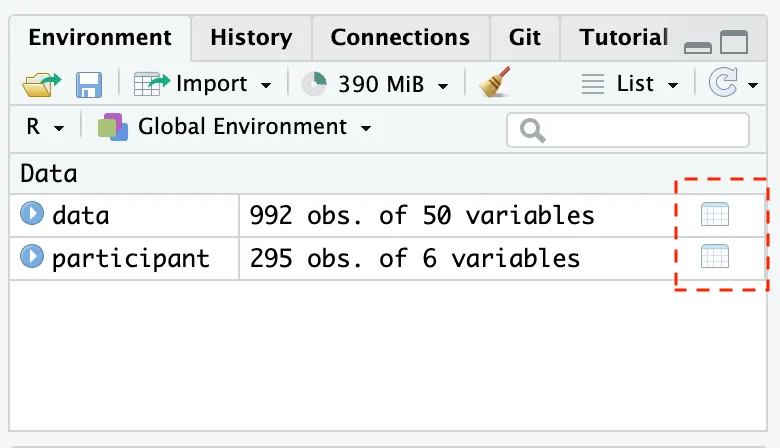 Environment History Connections Git Tutorial
Import 390 MiB List
R Global Environment
Data
data 992 obs. of 50 variables
participant 295 obs. of 6 variables